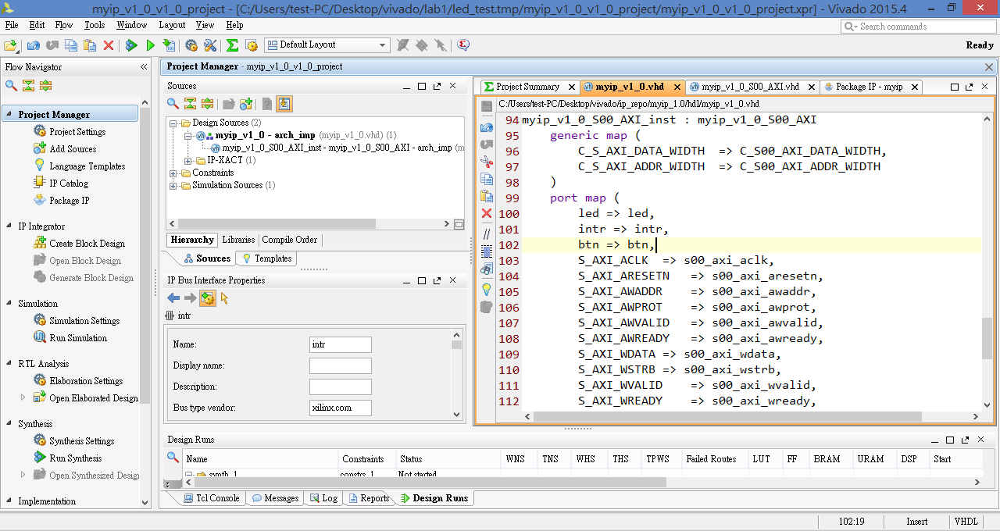 myip_v1_0_v1_0_project - [C:/Users/test-PC/Desktop/vivado/lab1/led_test.tmp/myip_v1_0_v1_0_project/myip_v1_0_v1_0_project.xpr] - Vivado 2015.4
File Edit Flow Tools Window Layout View Help
Search commands
Default Layout
Ready
Flow Navigator
Project Manager
Project Settings
Add Sources
Language Templates
IP Catalog
Package IP
IP Integrator
Create Block Design
Open Block Design
Generate Block Design
Simulation
Simulation Settings
Run Simulation
RTL Analysis
Elaboration Settings
Open Elaborated Design
Synthesis
Synthesis Settings
Run Synthesis
Open Synthesized Design
Implementation
Project Manager - myip_v1_0_v1_0_project
Sources
Design Sources (2)
myip_v1_0 - arch_imp (myip_v1_0.vhd) (1)
myip_v1_0_S00_AXI_inst - myip_v1_0_S00_AXI - arch_imp (m
IP-XACT (1)
Constraints
Simulation Sources (1)
Hierarchy Libraries Compile Order
Sources Templates
IP Bus Interface Properties
intr
Name: intr
Display name:
Description:
Bus type vendor: xilinx.com
Project Summary myip_v1_0.vhd myip_v1_0_S00_AXI.vhd Package IP - myip
C:/Users/test-PC/Desktop/vivado/ip_repo/myip_1.0/hdl/myip_v1_0.vhd
94 myip_v1_0_S00_AXI_inst : myip_v1_0_S00_AXI
95 generic map (
96 C_S_AXI_DATA_WIDTH => C_S00_AXI_DATA_WIDTH,
97 C_S_AXI_ADDR_WIDTH => C_S00_AXI_ADDR_WIDTH
98 )
99 port map (
100 led => led,
101 intr => intr,
102 btn => btn,
103 S_AXI_ACLK => s00_axi_aclk,
104 S_AXI_ARESETN => s00_axi_aresetn,
105 S_AXI_AWADDR => s00_axi_awaddr,
106 S_AXI_AWPROT => s00_axi_awprot,
107 S_AXI_AWVALID => s00_axi_awvalid,
108 S_AXI_AWREADY => s00_axi_awready,
109 S_AXI_WDATA => s00_axi_wdata,
110 S_AXI_WSTRB => s00_axi_wstrb,
111 S_AXI_WVALID => s00_axi_wvalid,
112 S_AXI_WREADY => s00_axi_wready,
Design Runs
Name Constraints Status WNS TNS WHS THS TPWS Failed Routes LUT FF BRAM URAM DSP Start
synth_1 constrs_1 Not started
Tcl Console Messages Log Reports Design Runs
102:19 Insert VHDL